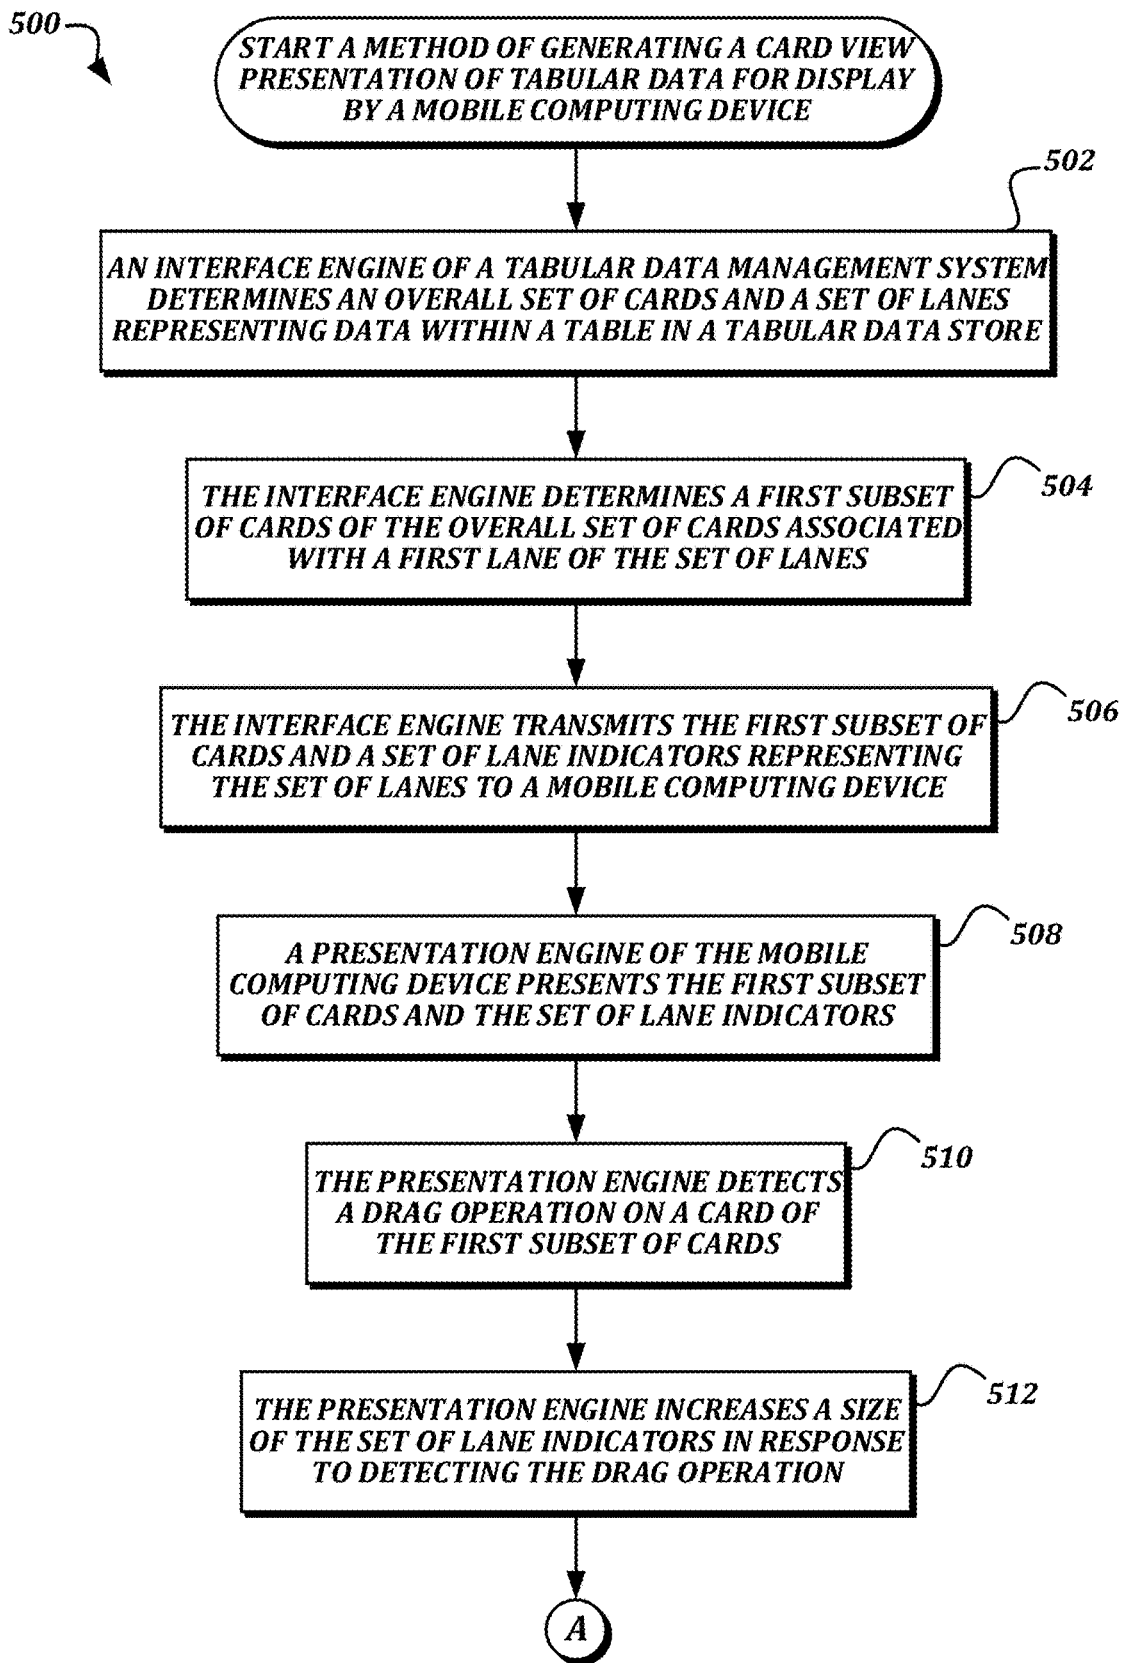 500
START A METHOD OF GENERATING A CARD VIEW
PRESENTATION OF TABULAR DATA FOR DISPLAY
BY A MOBILE COMPUTING DEVICE
502
AN INTERFACE ENGINE OF A TABULAR DATA MANAGEMENT SYSTEM
DETERMINES AN OVERALL SET OF CARDS AND A SET OF LANES
REPRESENTING DATA WITHIN A TABLE IN A TABULAR DATA STORE
504
THE INTERFACE ENGINE DETERMINES A FIRST SUBSET
OF CARDS OF THE OVERALL SET OF CARDS ASSOCIATED
WITH A FIRST LANE OF THE SET OF LANES
506
THE INTERFACE ENGINE TRANSMITS THE FIRST SUBSET OF
CARDS AND A SET OF LANE INDICATORS REPRESENTING
THE SET OF LANES TO A MOBILE COMPUTING DEVICE
508
A PRESENTATION ENGINE OF THE MOBILE
COMPUTING DEVICE PRESENTS THE FIRST SUBSET
OF CARDS AND THE SET OF LANE INDICATORS
510
THE PRESENTATION ENGINE DETECTS
A DRAG OPERATION ON A CARD OF
THE FIRST SUBSET OF CARDS
512
THE PRESENTATION ENGINE INCREASES A SIZE
OF THE SET OF LANE INDICATORS IN RESPONSE
TO DETECTING THE DRAG OPERATION
A